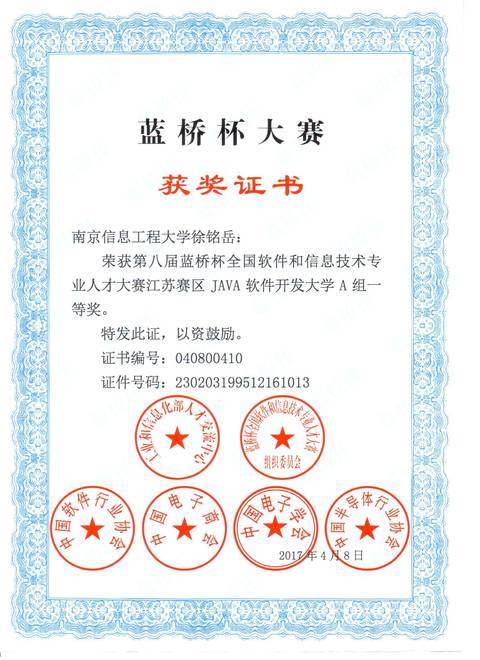 蓝桥杯大赛
获奖证书
南京信息工程大学徐铭岳：
荣获第八届蓝桥杯全国软件和信息技术专
业人才大赛江苏赛区 JAVA 软件开发大学 A 组一
等奖。
特发此证，以资鼓励。
证书编号：040800410
证件号码：230203199512161013
工业和信息化部人才交流中心
蓝桥杯全国软件和信息技术专业人才大赛
组织委员会
中国软件行业协会
中国电子商会
中国电子学会
中国半导体行业协会
2017 年 4 月 8 日